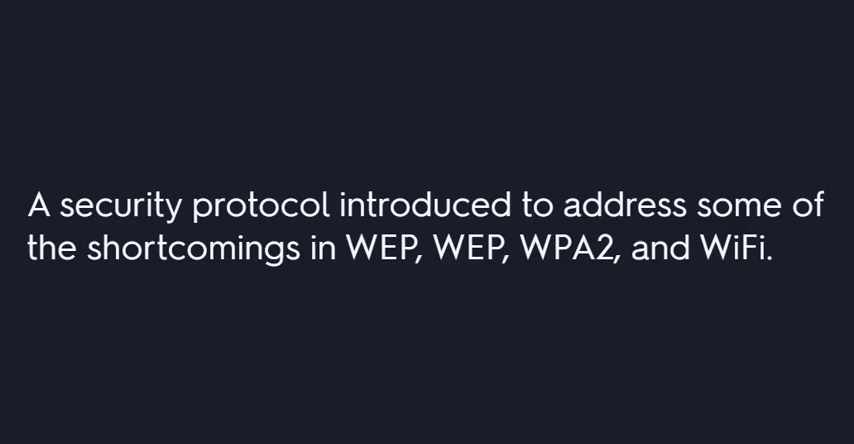 A security protocol introduced to address some of
the shortcomings in WEP, WEP, WPA2, and WiFi.